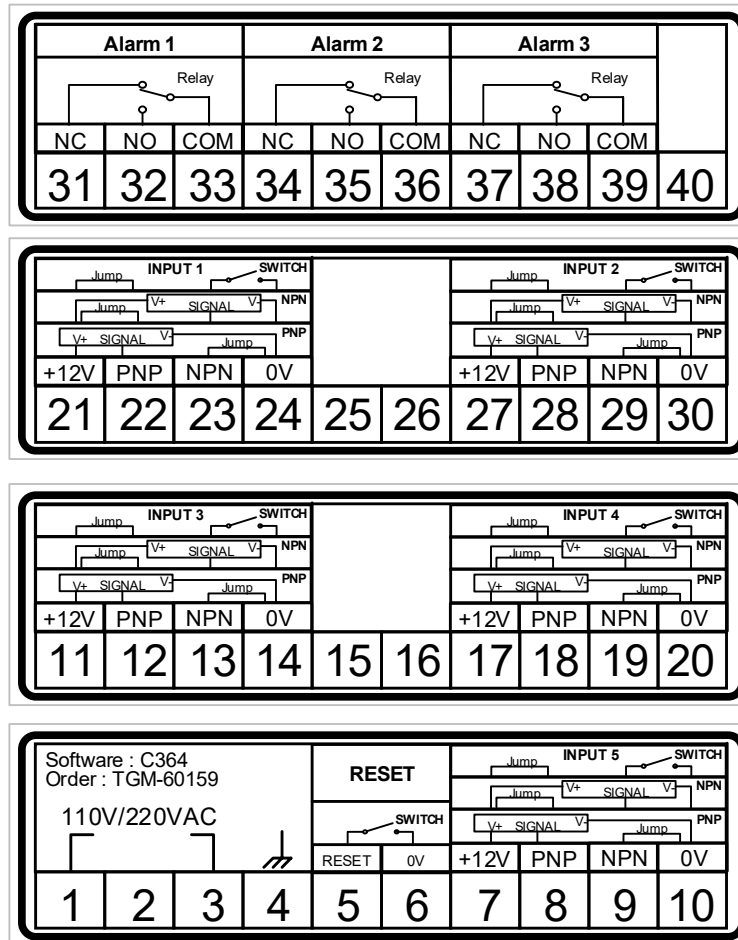 Alarm 1 Alarm 2 Alarm 3
Relay Relay Relay
NC NO COM NC NO COM NC NO COM
31 32 33 34 35 36 37 38 39 40
Jump INPUT 1 SWITCH Jump INPUT 2 SWITCH
Jump V+ SIGNAL V- NPN Jump V+ SIGNAL V- NPN
V+ SIGNAL V- Jump PNP V+ SIGNAL V- Jump PNP
+12V PNP NPN 0V +12V PNP NPN 0V
21 22 23 24 25 26 27 28 29 30
Jump INPUT 3 SWITCH Jump INPUT 4 SWITCH
Jump V+ SIGNAL V- NPN Jump V+ SIGNAL V- NPN
V+ SIGNAL V- Jump PNP V+ SIGNAL V- Jump PNP
+12V PNP NPN 0V +12V PNP NPN 0V
11 12 13 14 15 16 17 18 19 20
Software : C364
Order : TGM-60159
110V/220VAC
RESET
SWITCH
Jump INPUT 5 SWITCH
Jump V+ SIGNAL V- NPN
V+ SIGNAL V- Jump PNP
RESET 0V +12V PNP NPN 0V
1 2 3 4 5 6 7 8 9 10